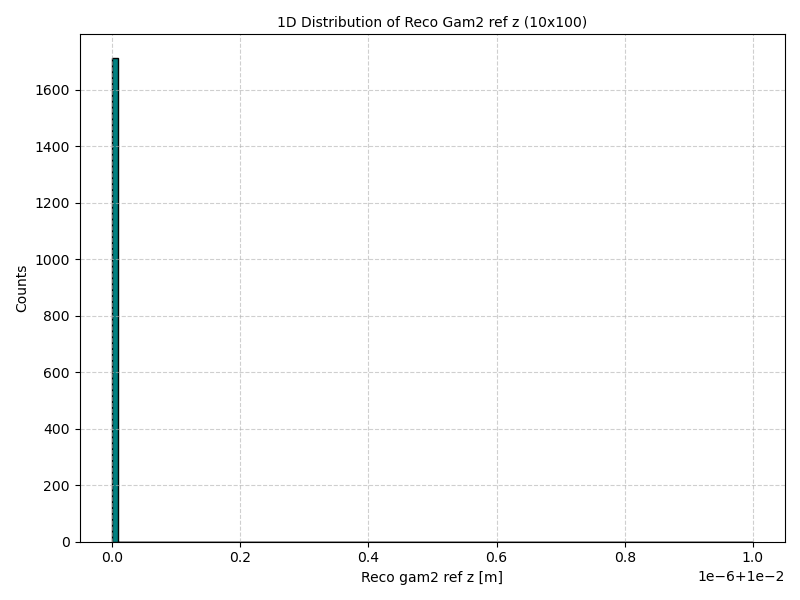 1D Distribution of Reco Gam2 ref z (10x100)
1600
1400
1200
1000
800
600
400
200
0
Counts
0.0 0.2 0.4 0.6 0.8 1.0
1e−6+1e−2
Reco gam2 ref z [m]